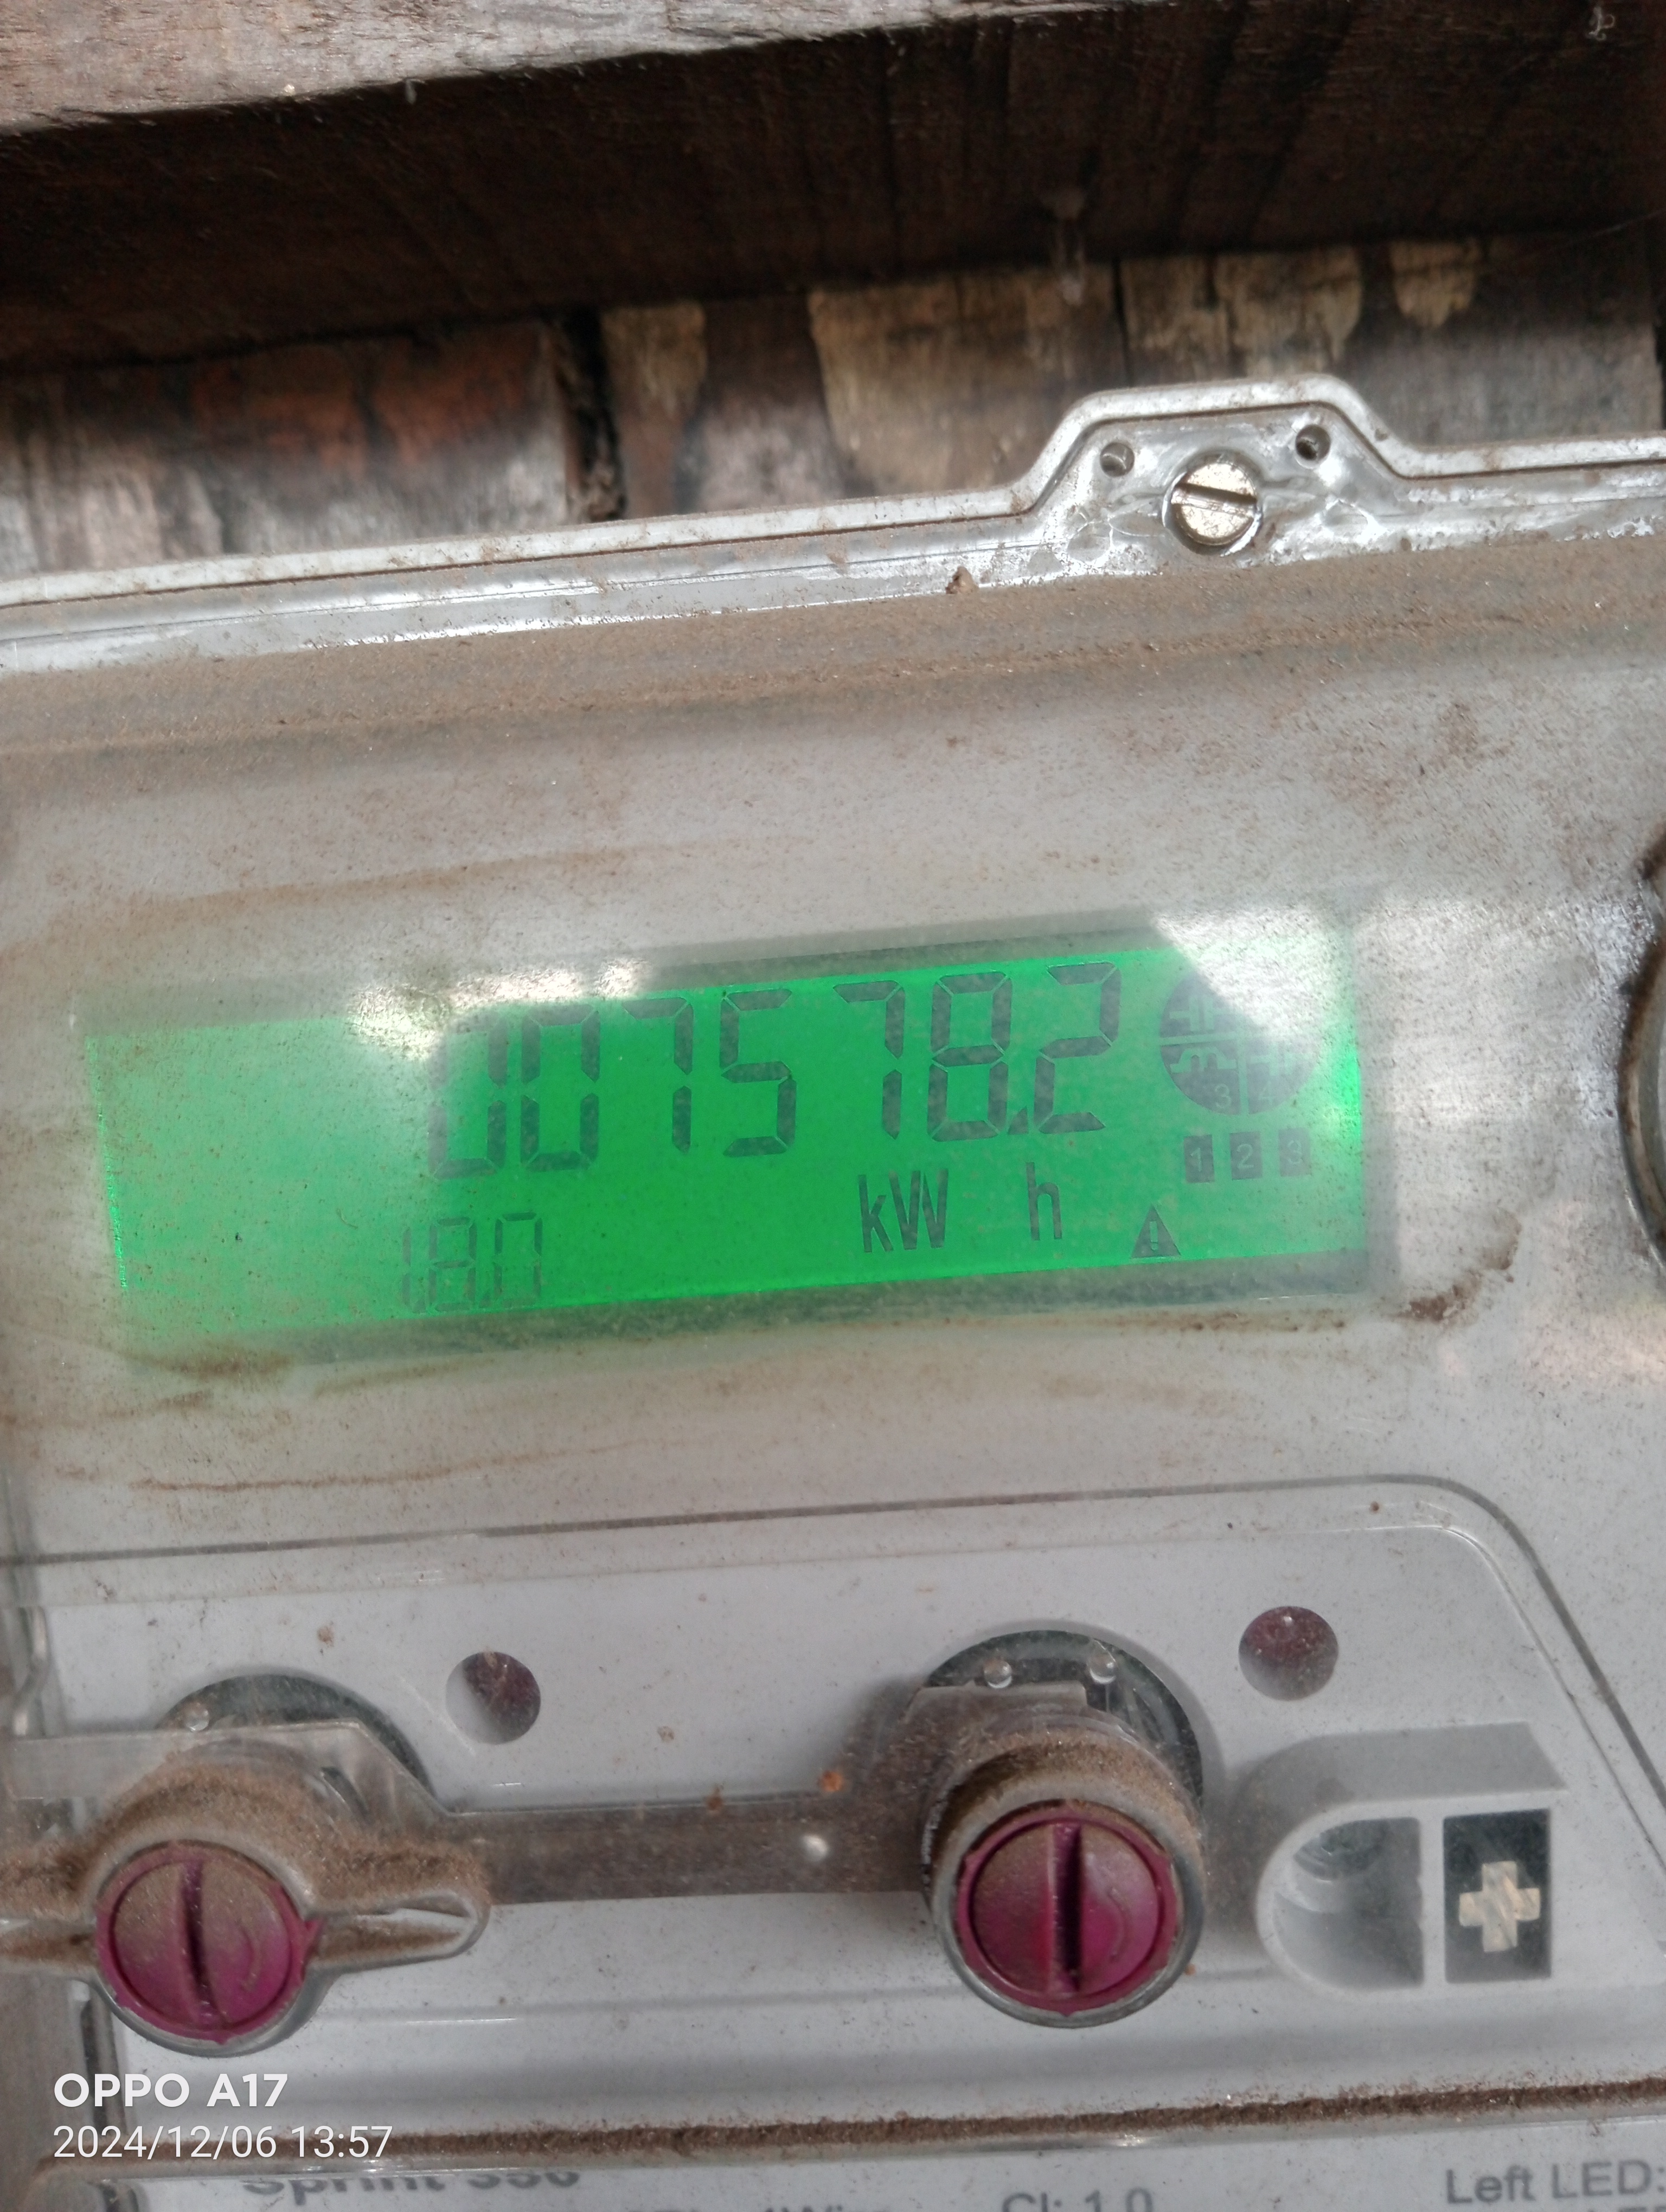 007578.2
1 2 3
kW h
1.8.0
OPPO A17
2024/12/06 13:57
Sprint 350
Left LED:
Cl: 1.0